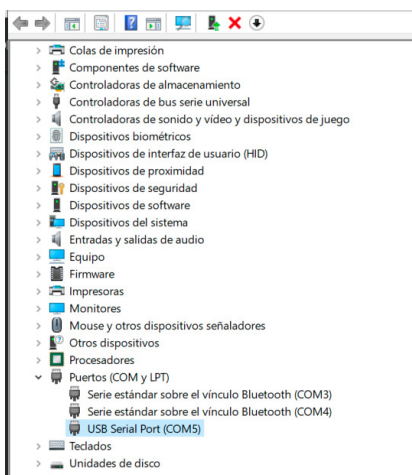 Colas de impresión
Componentes de software
Controladoras de almacenamiento
Controladoras de bus serie universal
Controladoras de sonido y vídeo y dispositivos de juego
Dispositivos biométricos
Dispositivos de interfaz de usuario (HID)
Dispositivos de proximidad
Dispositivos de seguridad
Dispositivos de software
Dispositivos del sistema
Entradas y salidas de audio
Equipo
Firmware
Impresoras
Monitores
Mouse y otros dispositivos señaladores
Otros dispositivos
Procesadores
Puertos (COM y LPT)
Serie estándar sobre el vínculo Bluetooth (COM3)
Serie estándar sobre el vínculo Bluetooth (COM4)
USB Serial Port (COM5)
Teclados
Unidades de disco